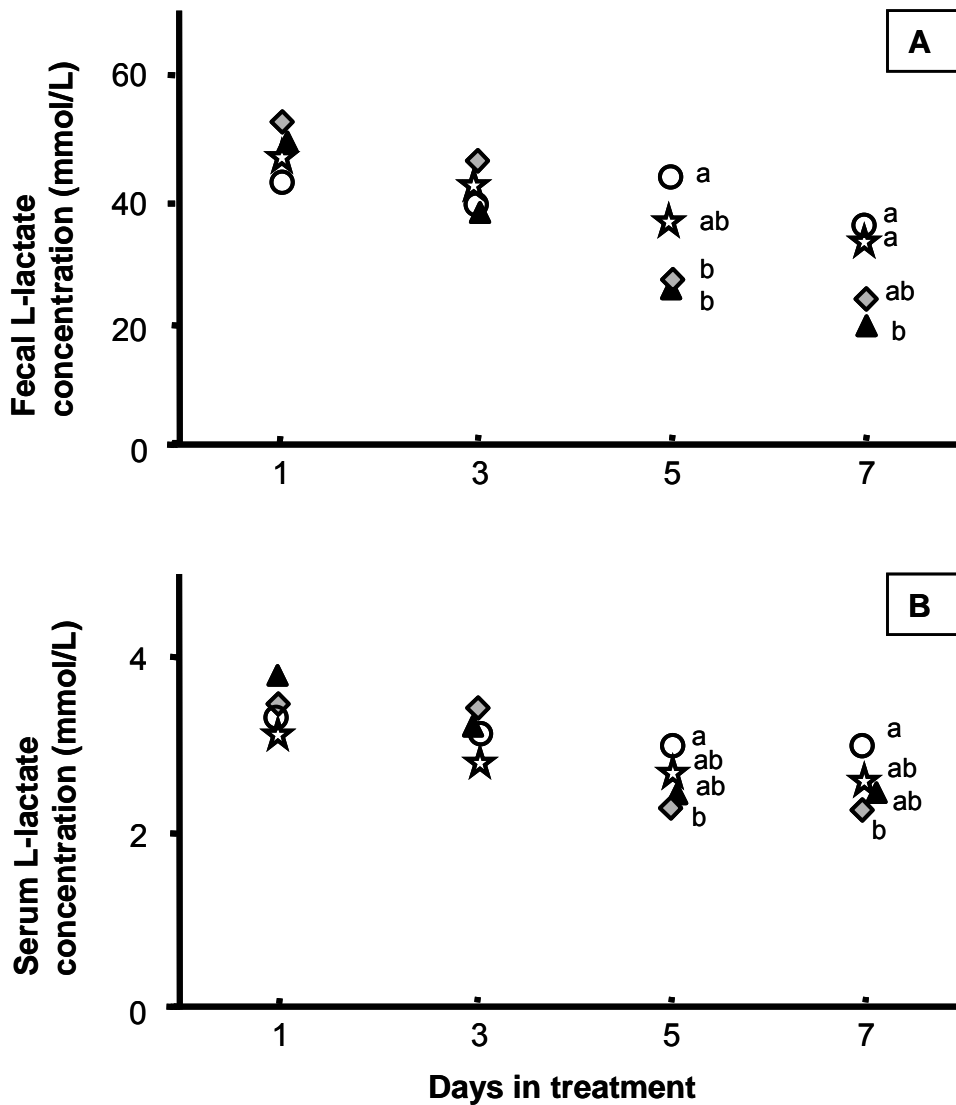 A
Fecal L-lactate
concentration (mmol/L)
60
40
20
0
a
ab
b
b
a
a
ab
b
1 3 5 7
B
Serum L-lactate
concentration (mmol/L)
4
2
0
a
ab
ab
b
a
ab
ab
b
1 3 5 7
Days in treatment